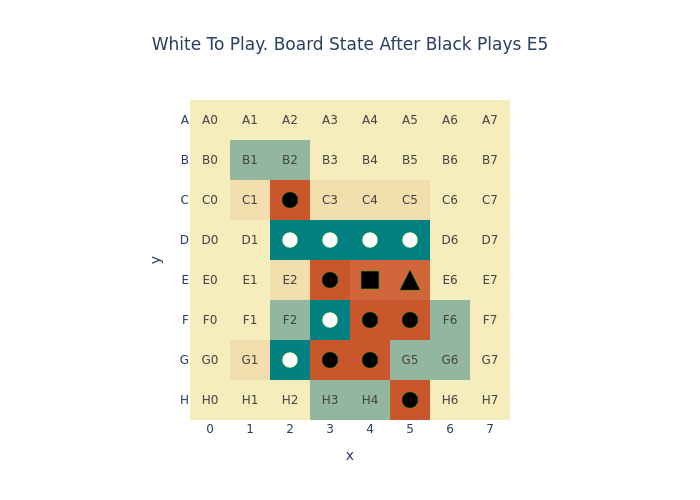 White To Play. Board State After Black Plays E5
A A0 A1 A2 A3 A4 A5 A6 A7
B B0 B1 B2 B3 B4 B5 B6 B7
C C0 C1 C3 C4 C5 C6 C7
D D0 D1 D6 D7
E E0 E1 E2 E6 E7
F F0 F1 F2 F6 F7
G G0 G1 G5 G6 G7
H H0 H1 H2 H3 H4 H6 H7
0 1 2 3 4 5 6 7
x
y